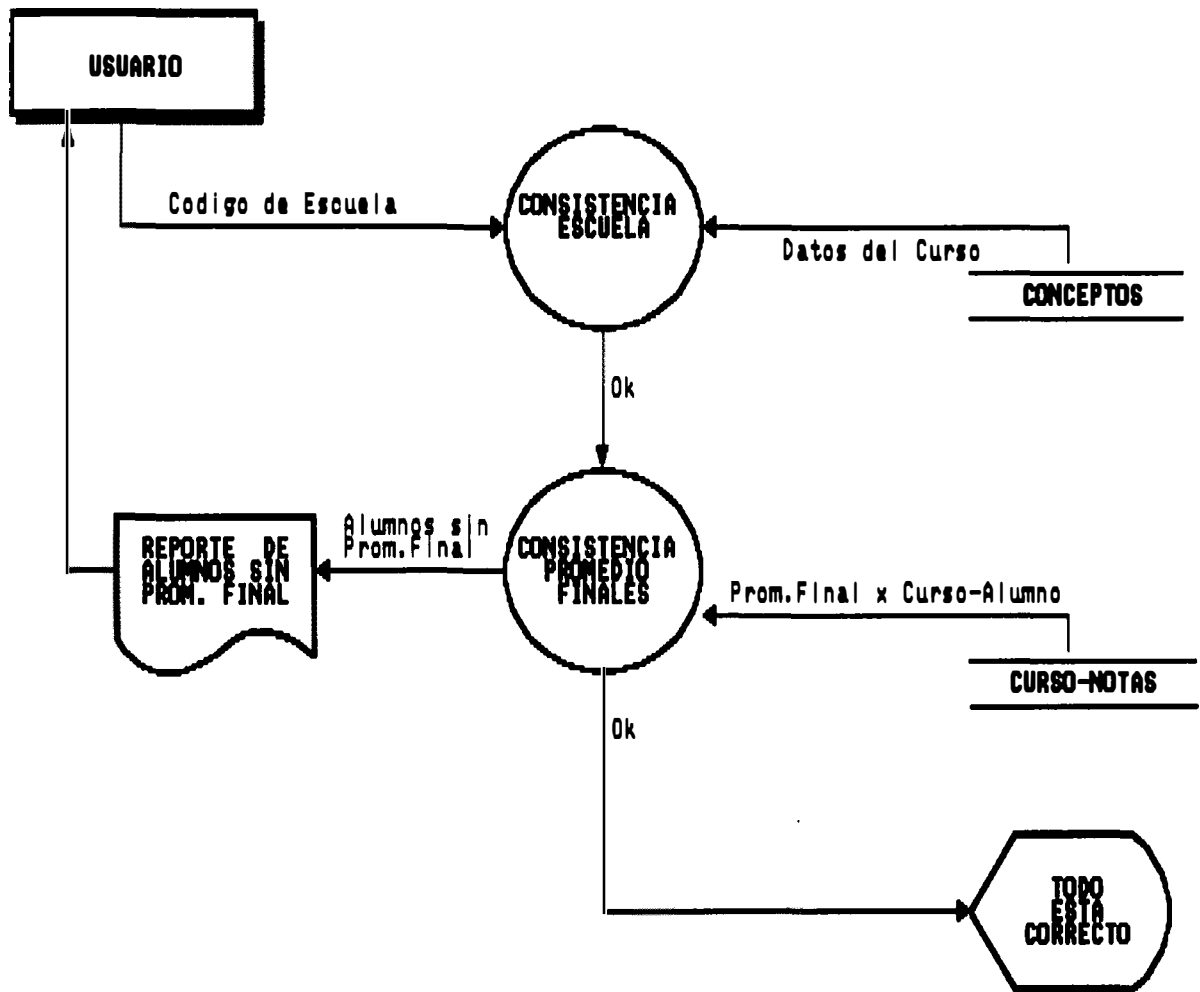 USUARIO
Codigo de Escuela
CONSISTENCIA
ESCUELA
Datos del Curso
CONCEPTOS
Ok
Alumnos sin
Prom.Final
REPORTE DE
ALUMNOS SIN
PROM. FINAL
CONSISTENCIA
PROMEDIO
FINALES
Prom.Final x Curso-Alumno
CURSO-NOTAS
Ok
TODO
ESTA
CORRECTO